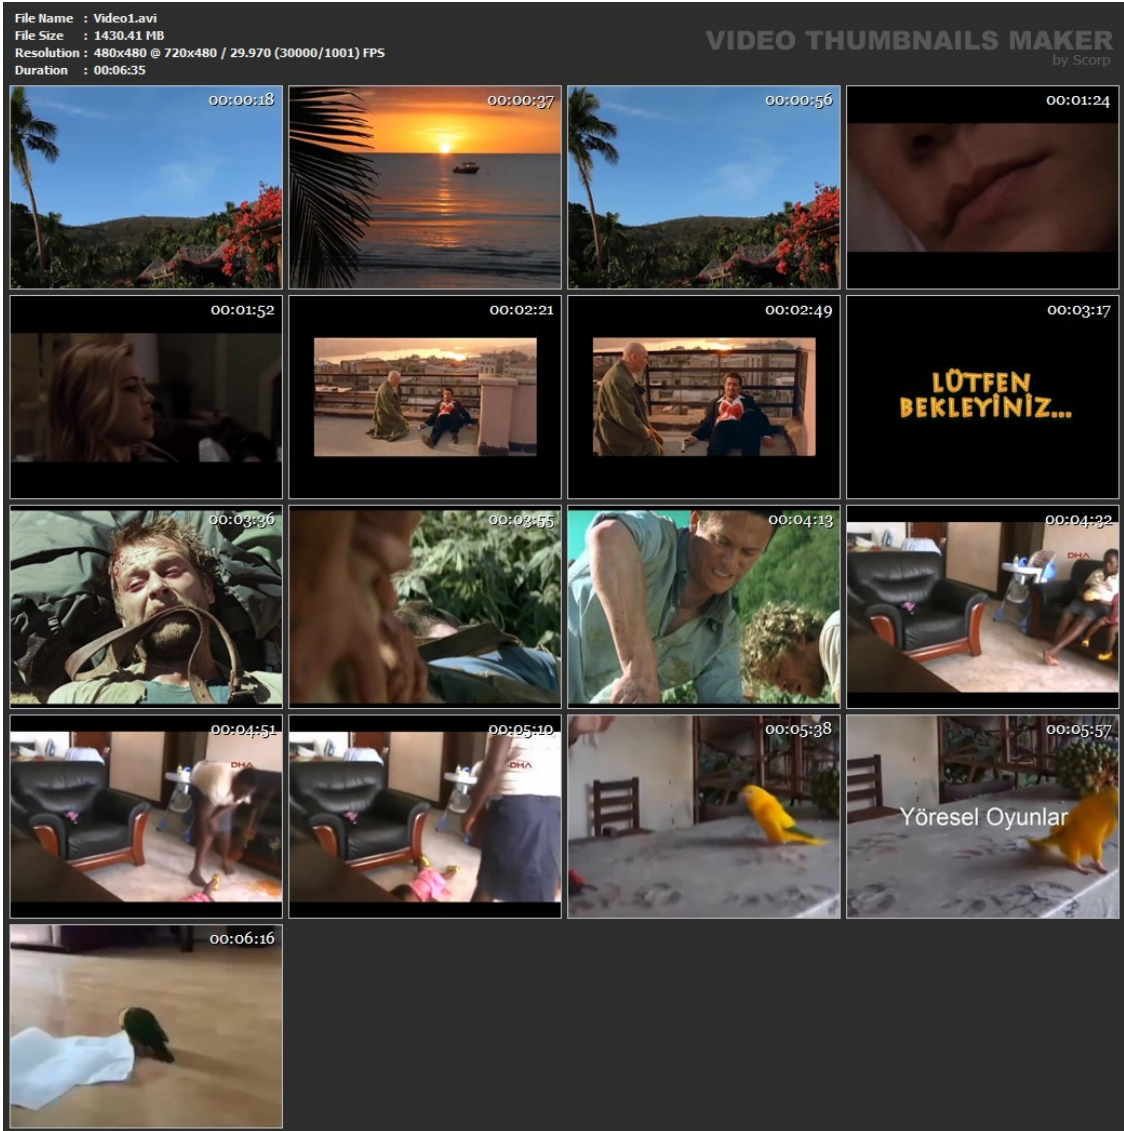 File Name : Video1.avi
File Size : 1430.41 MB
Resolution : 480x480 @ 720x480 / 29.970 (30000/1001) FPS
Duration : 00:06:35
VIDEO THUMBNAILS MAKER
by Scorp
00:00:18
00:00:37
00:00:56
00:01:24
00:01:52
00:02:21
00:02:49
00:03:17
LÜTFEN
BEKLEYİNİZ...
00:03:36
00:03:55
00:04:13
00:04:32
DHA
00:04:51
DHA
00:05:10
DHA
00:05:38
00:05:57
Yöresel Oyunlar
00:06:16